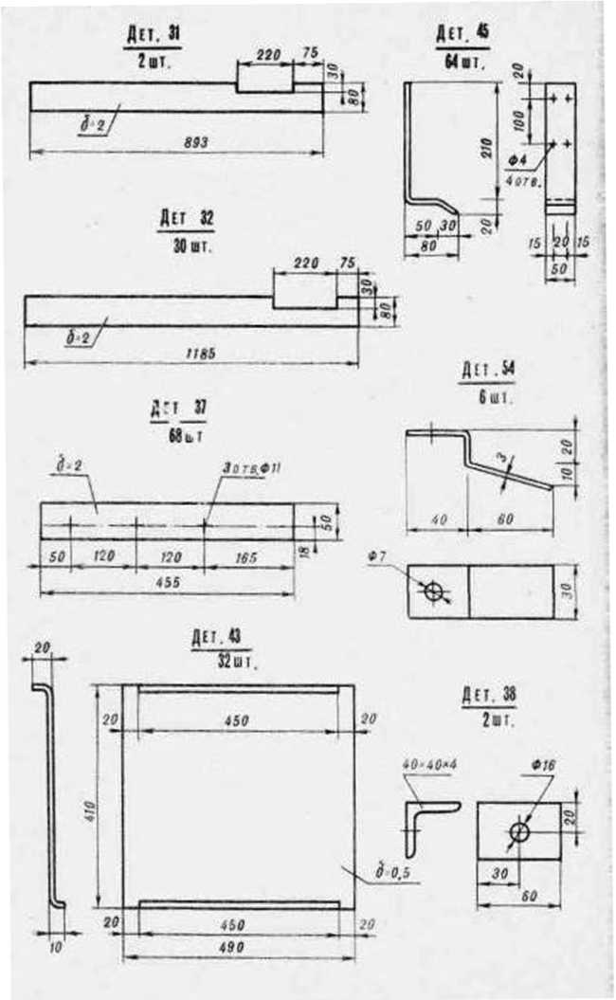 Дет. 31
2 шт.
220
75
30
80
δ=2
893
Дет. 45
64 шт.
20
100
210
Ф4
4 отв.
50
30
20
80
15
20
15
50
Дет 32
30 шт.
220
75
30
80
δ=2
1185
Дет. 54
6 шт.
20
10
3
40
60
Ф7
30
Дет 37
68 шт
δ=2
3 отв. Ф11
50
18
50
120
120
165
455
Дет. 43
32 шт.
20
20
450
20
410
δ=0,5
20
450
20
10
490
Дет. 38
2 шт.
40×40×4
Ф16
20
30
60